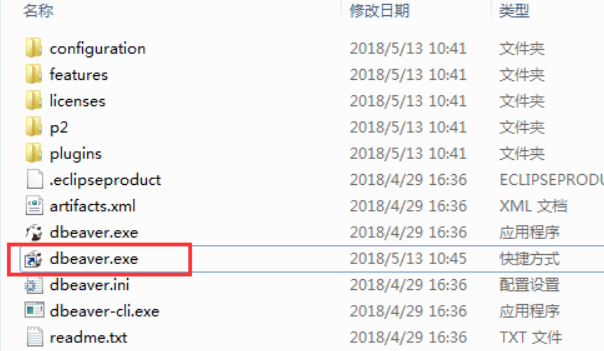 名称 修改日期 类型
configuration 2018/5/13 10:41 文件夹
features 2018/5/13 10:41 文件夹
licenses 2018/5/13 10:41 文件夹
p2 2018/5/13 10:41 文件夹
plugins 2018/5/13 10:41 文件夹
.eclipseproduct 2018/4/29 16:36 ECLIPSEPRODU
artifacts.xml 2018/4/29 16:36 XML 文档
dbeaver.exe 2018/4/29 16:36 应用程序
dbeaver.exe 2018/5/13 10:45 快捷方式
dbeaver.ini 2018/4/29 16:36 配置设置
dbeaver-cli.exe 2018/4/29 16:36 应用程序
readme.txt 2018/4/29 16:36 TXT 文件